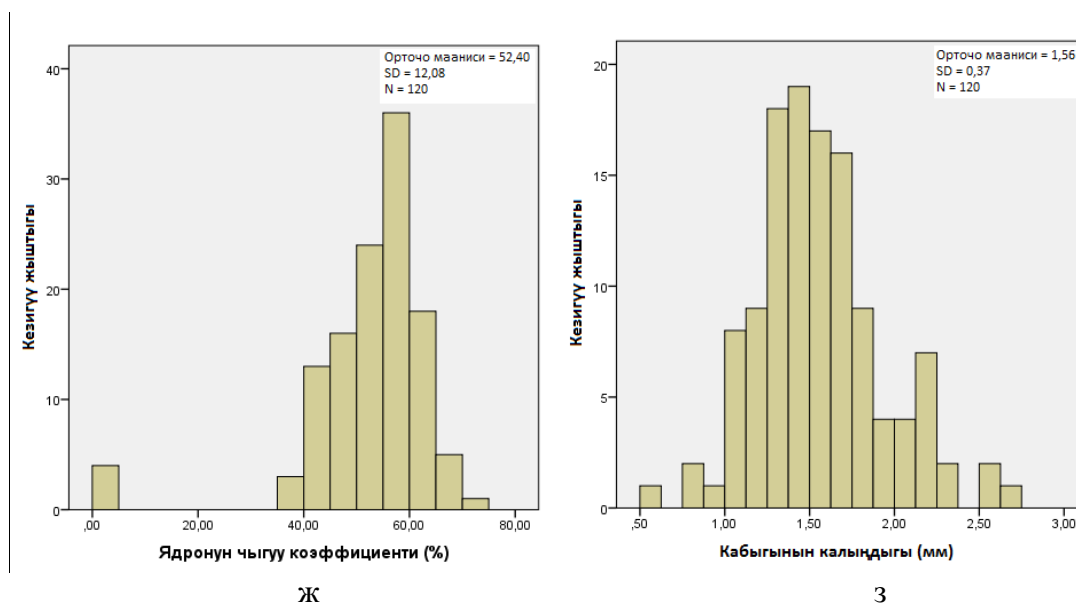 Орточо мааниси = 52,40
SD = 12,08
N = 120
40
30
20
10
0
Кезигүү жыштыгы
,00 20,00 40,00 60,00 80,00
Ядронун чыгуу коэффициенти (%)
ж
Орточо мааниси = 1,56
SD = 0,37
N = 120
20
15
10
5
0
Кезигүү жыштыгы
,50 1,00 1,50 2,00 2,50 3,00
Кабыгынын калыңдыгы (мм)
з